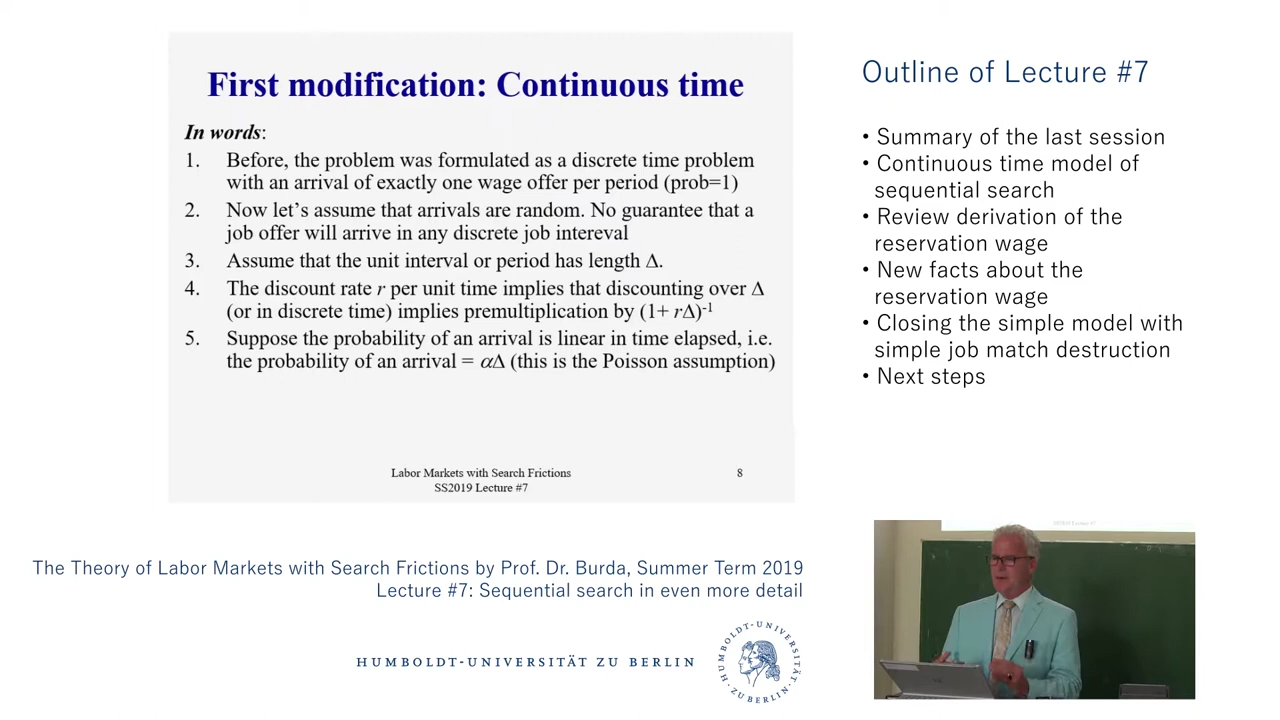 First modification: Continuous time
In words:
1. Before, the problem was formulated as a discrete time problem
with an arrival of exactly one wage offer per period (prob=1)
2. Now let's assume that arrivals are random. No guarantee that a
job offer will arrive in any discrete job intereval
3. Assume that the unit interval or period has length Δ.
4. The discount rate r per unit time implies that discounting over Δ
(or in discrete time) implies premultiplication by (1+ rΔ)⁻¹
5. Suppose the probability of an arrival is linear in time elapsed, i.e.
the probability of an arrival = αΔ (this is the Poisson assumption)
Labor Markets with Search Frictions
SS2019 Lecture #7
8
Outline of Lecture #7
• Summary of the last session
• Continuous time model of
sequential search
• Review derivation of the
reservation wage
• New facts about the
reservation wage
• Closing the simple model with
simple job match destruction
• Next steps
The Theory of Labor Markets with Search Frictions by Prof. Dr. Burda, Summer Term 2019
Lecture #7: Sequential search in even more detail
HUMBOLDT-UNIVERSITÄT ZU BERLIN
HUMBOLDT-UNIVERSITÄT
ZU BERLIN